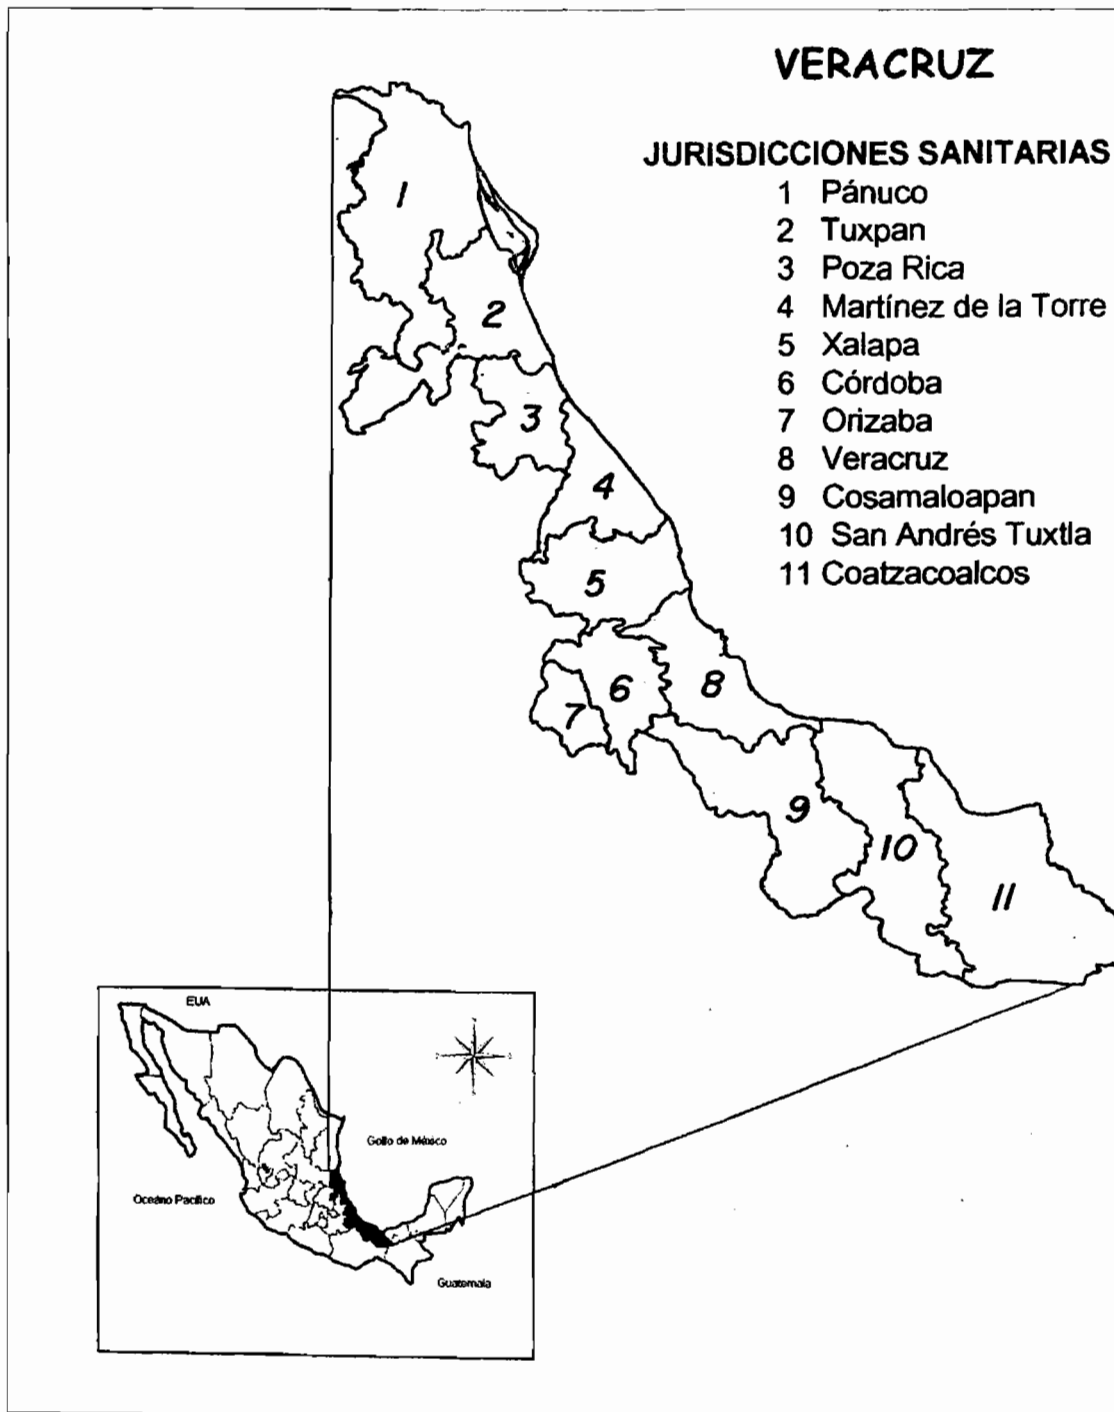 VERACRUZ
JURISDICCIONES SANITARIAS
1 Pánuco
2 Tuxpan
3 Poza Rica
4 Martínez de la Torre
5 Xalapa
6 Córdoba
7 Orizaba
8 Veracruz
9 Cosamaloapan
10 San Andrés Tuxtla
11 Coatzacoalcos
1
2
3
4
5
6
7
8
9
10
11
EUA
Golfo de México
Oceáno Pacífico
Guatemala